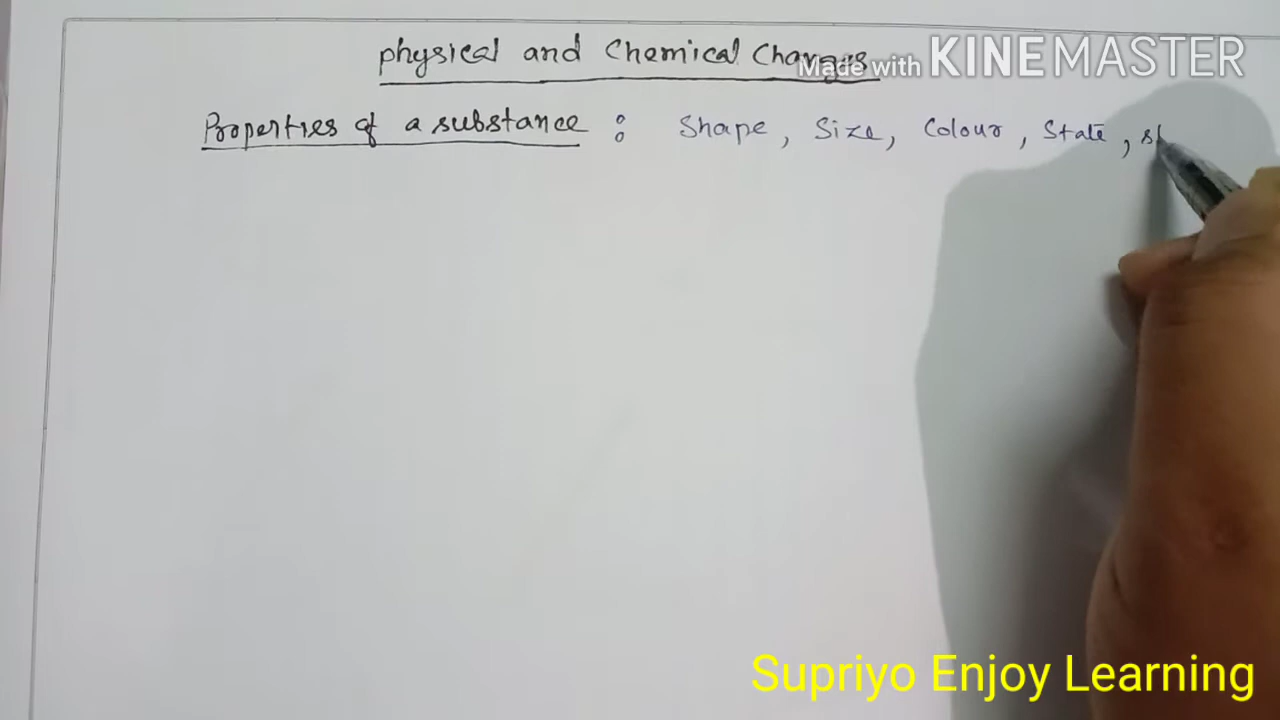 physical and Chemical Changes
Made with KINEMASTER
Properties of a substance : Shape, Size, Colour, State,
Supriyo Enjoy Learning